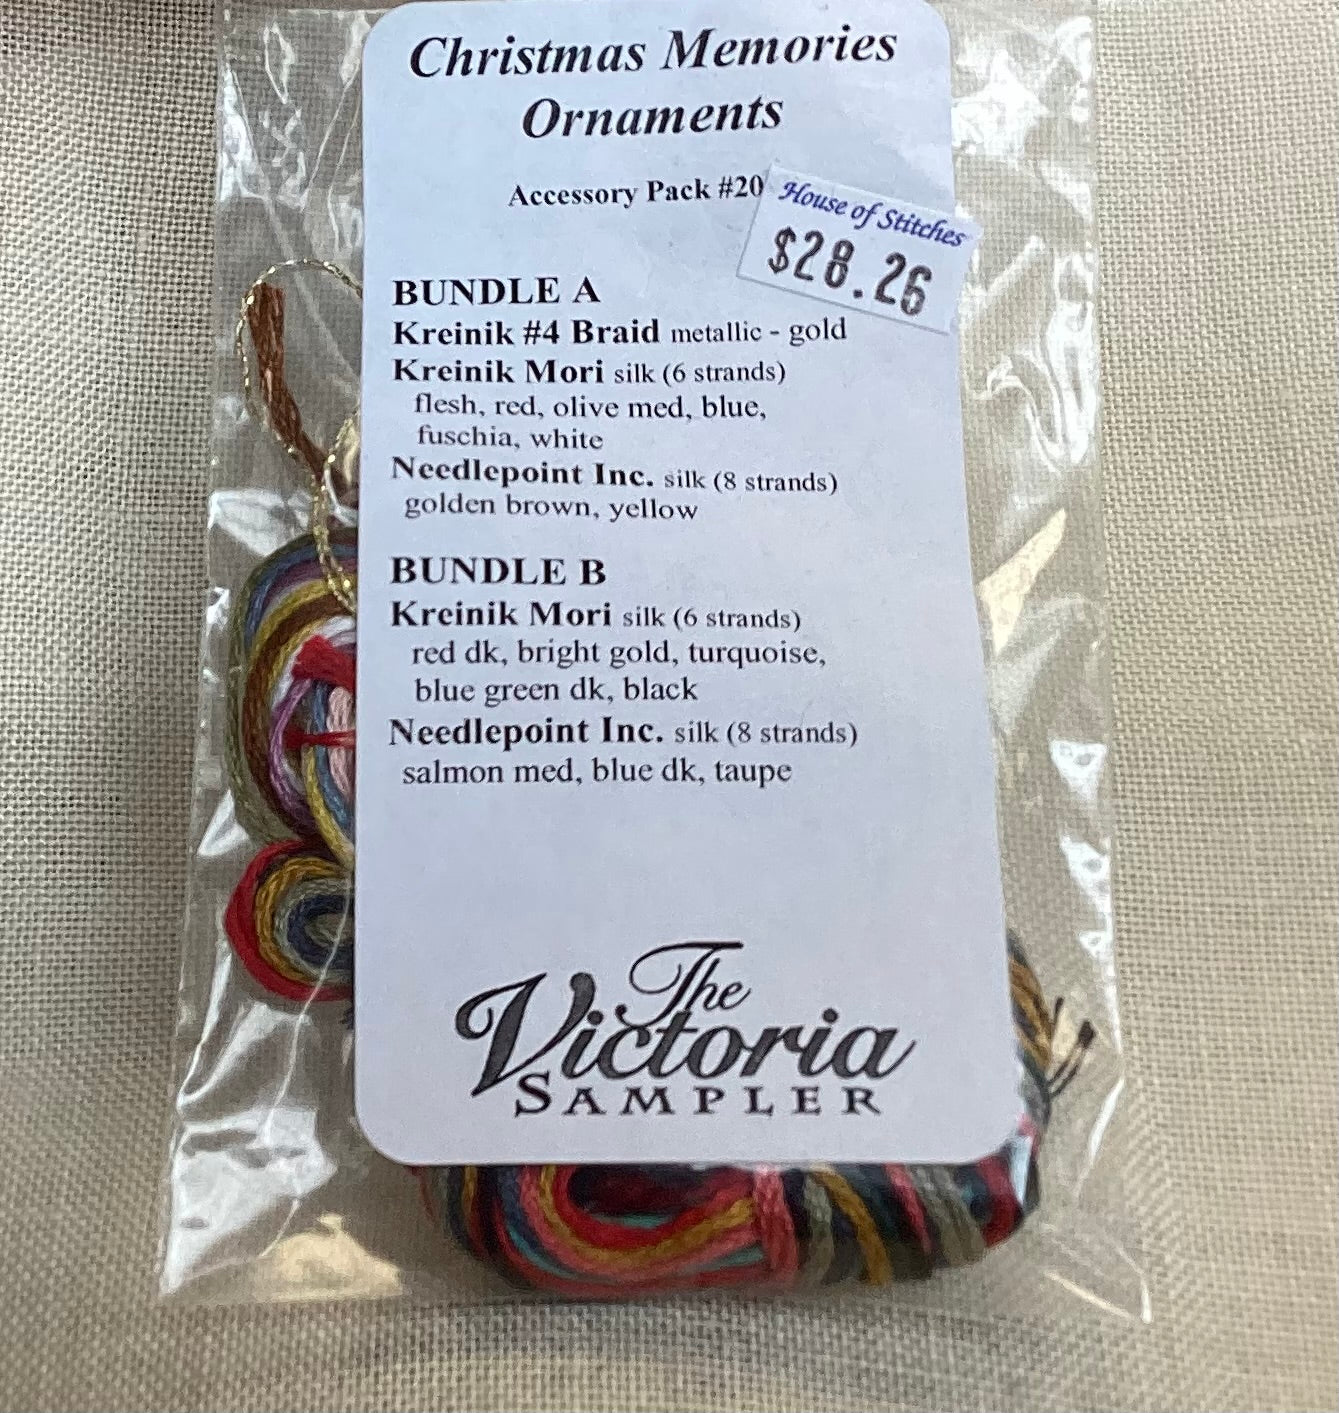 Christmas Memories
Ornaments
Accessory Pack #20
House of Stitches
$28.26
BUNDLE A
Kreinik #4 Braid metallic - gold
Kreinik Mori silk (6 strands)
flesh, red, olive med, blue,
fuschia, white
Needlepoint Inc. silk (8 strands)
golden brown, yellow
BUNDLE B
Kreinik Mori silk (6 strands)
red dk, bright gold, turquoise,
blue green dk, black
Needlepoint Inc. silk (8 strands)
salmon med, blue dk, taupe
The
Victoria
SAMPLER